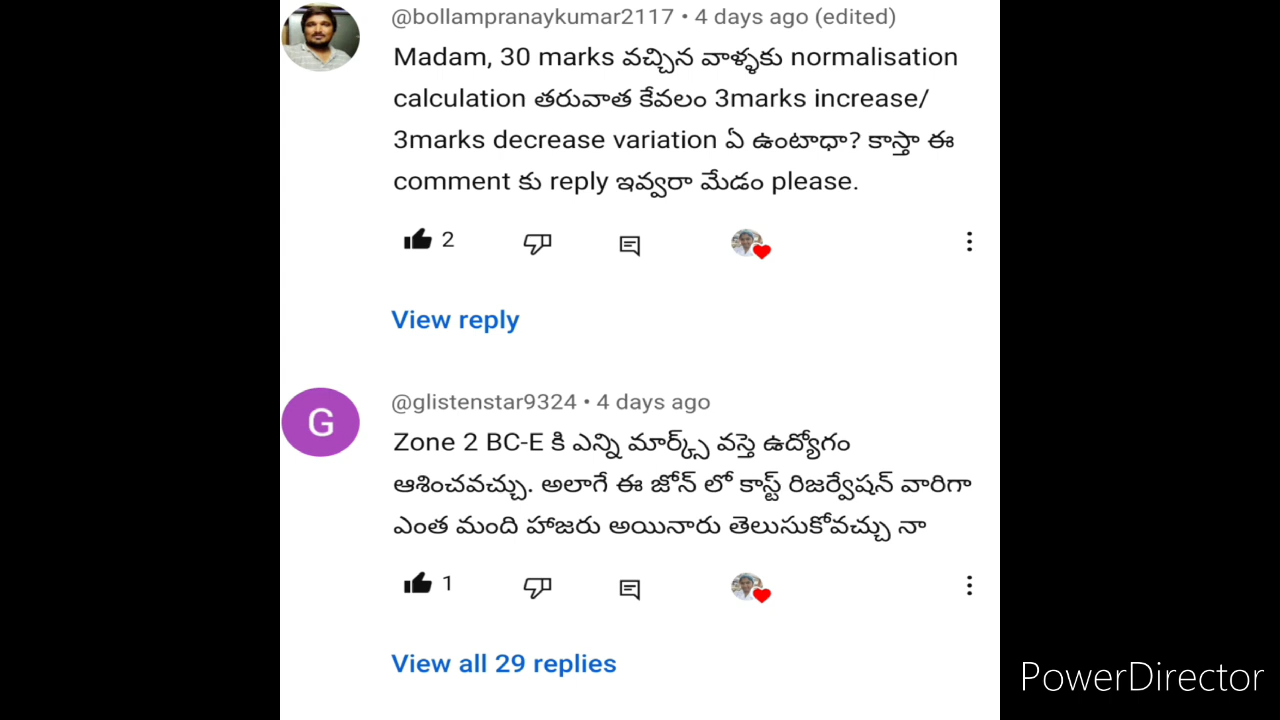 @bollampranaykumar2117 • 4 days ago (edited)
Madam, 30 marks వచ్చిన వాళ్ళకు normalisation
calculation తరువాత కేవలం 3marks increase/
3marks decrease variation ఏ ఉంటాధా? కాస్తా ఈ
comment కు reply ఇవ్వరా మేడం please.
2
View reply
G
@glistenstar9324 • 4 days ago
Zone 2 BC-E కి ఎన్ని మార్క్స్ వస్తె ఉద్యోగం
ఆశించవచ్చు. అలాగే ఈ జోన్ లో కాస్ట్ రిజర్వేషన్ వారిగా
ఎంత మంది హాజరు అయినారు తెలుసుకోవచ్చు నా
1
View all 29 replies
PowerDirector